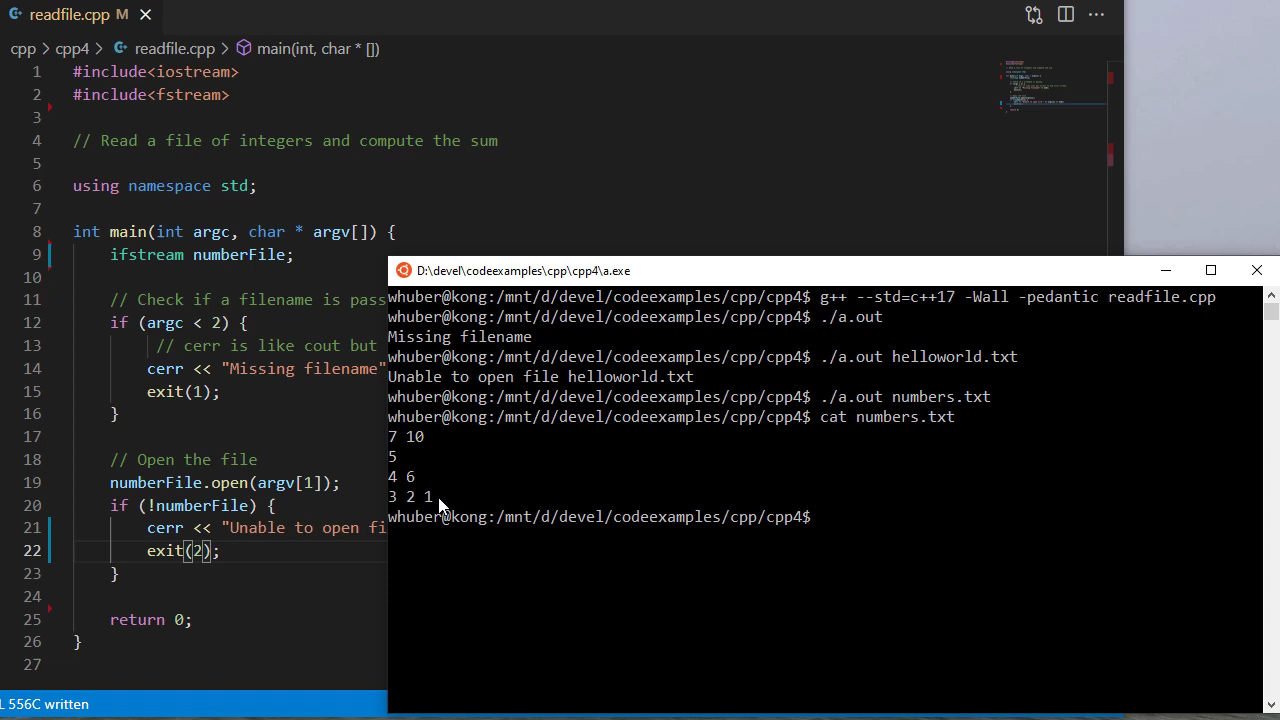 readfile.cpp M
cpp > cpp4 > readfile.cpp > main(int, char * [])
1 #include<iostream>
2 #include<fstream>
3
4 // Read a file of integers and compute the sum
5
6 using namespace std;
7
8 int main(int argc, char * argv[]) {
9 ifstream numberFile;
10
11 // Check if a filename is pass
12 if (argc < 2) {
13 // cerr is like cout but
14 cerr << "Missing filename"
15 exit(1);
16 }
17
18 // Open the file
19 numberFile.open(argv[1]);
20 if (!numberFile) {
21 cerr << "Unable to open fi
22 exit(2);
23 }
24
25 return 0;
26 }
27
L 556C written
D:\devel\codeexamples\cpp\cpp4\a.exe
whuber@kong:/mnt/d/devel/codeexamples/cpp/cpp4$ g++ --std=c++17 -Wall -pedantic readfile.cpp
whuber@kong:/mnt/d/devel/codeexamples/cpp/cpp4$ ./a.out
Missing filename
whuber@kong:/mnt/d/devel/codeexamples/cpp/cpp4$ ./a.out helloworld.txt
Unable to open file helloworld.txt
whuber@kong:/mnt/d/devel/codeexamples/cpp/cpp4$ ./a.out numbers.txt
whuber@kong:/mnt/d/devel/codeexamples/cpp/cpp4$ cat numbers.txt
7 10
5
4 6
3 2 1
whuber@kong:/mnt/d/devel/codeexamples/cpp/cpp4$